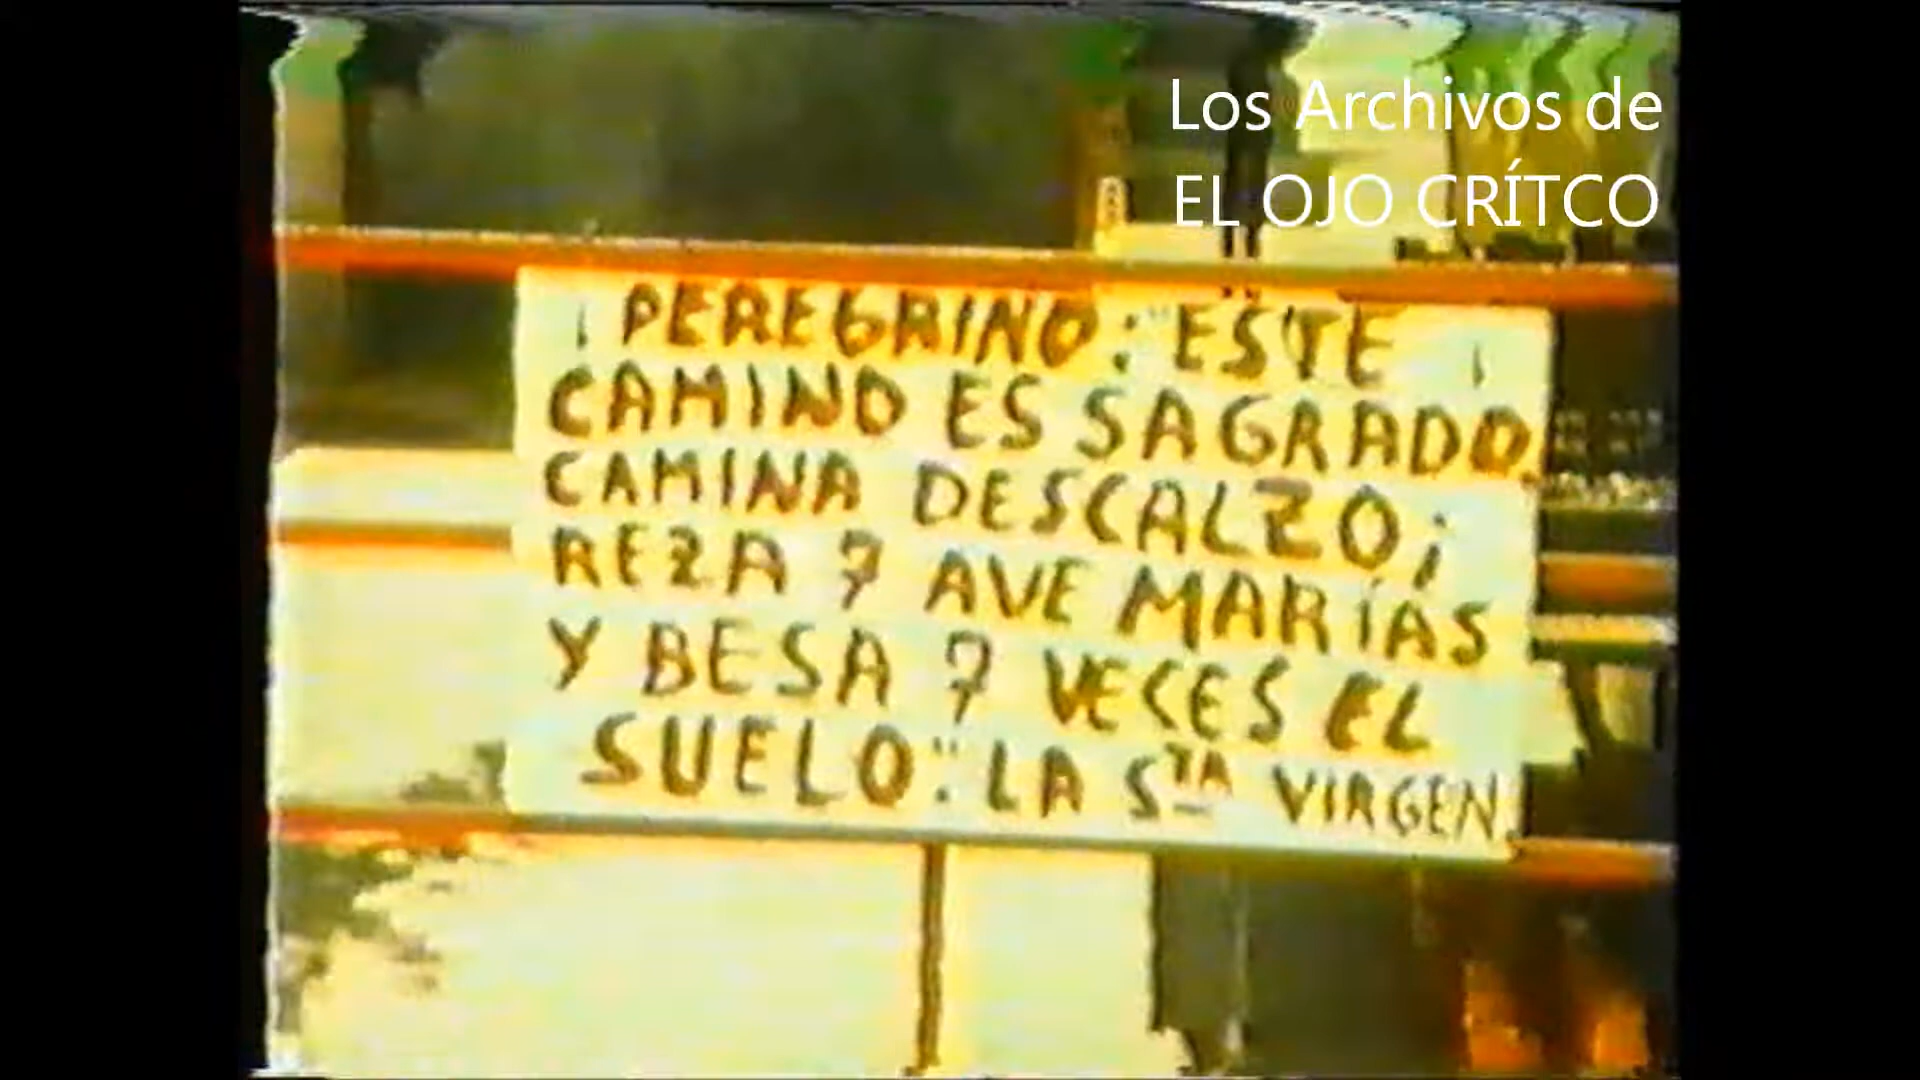 Los Archivos de
EL OJO CRÍTCO
¡ PEREGRINO: "ESTE ¡
CAMINO ES SAGRADO.
CAMINA DESCALZO;
REZA 7 AVE MARÍAS
Y BESA 7 VECES EL
SUELO". LA STA VIRGEN.